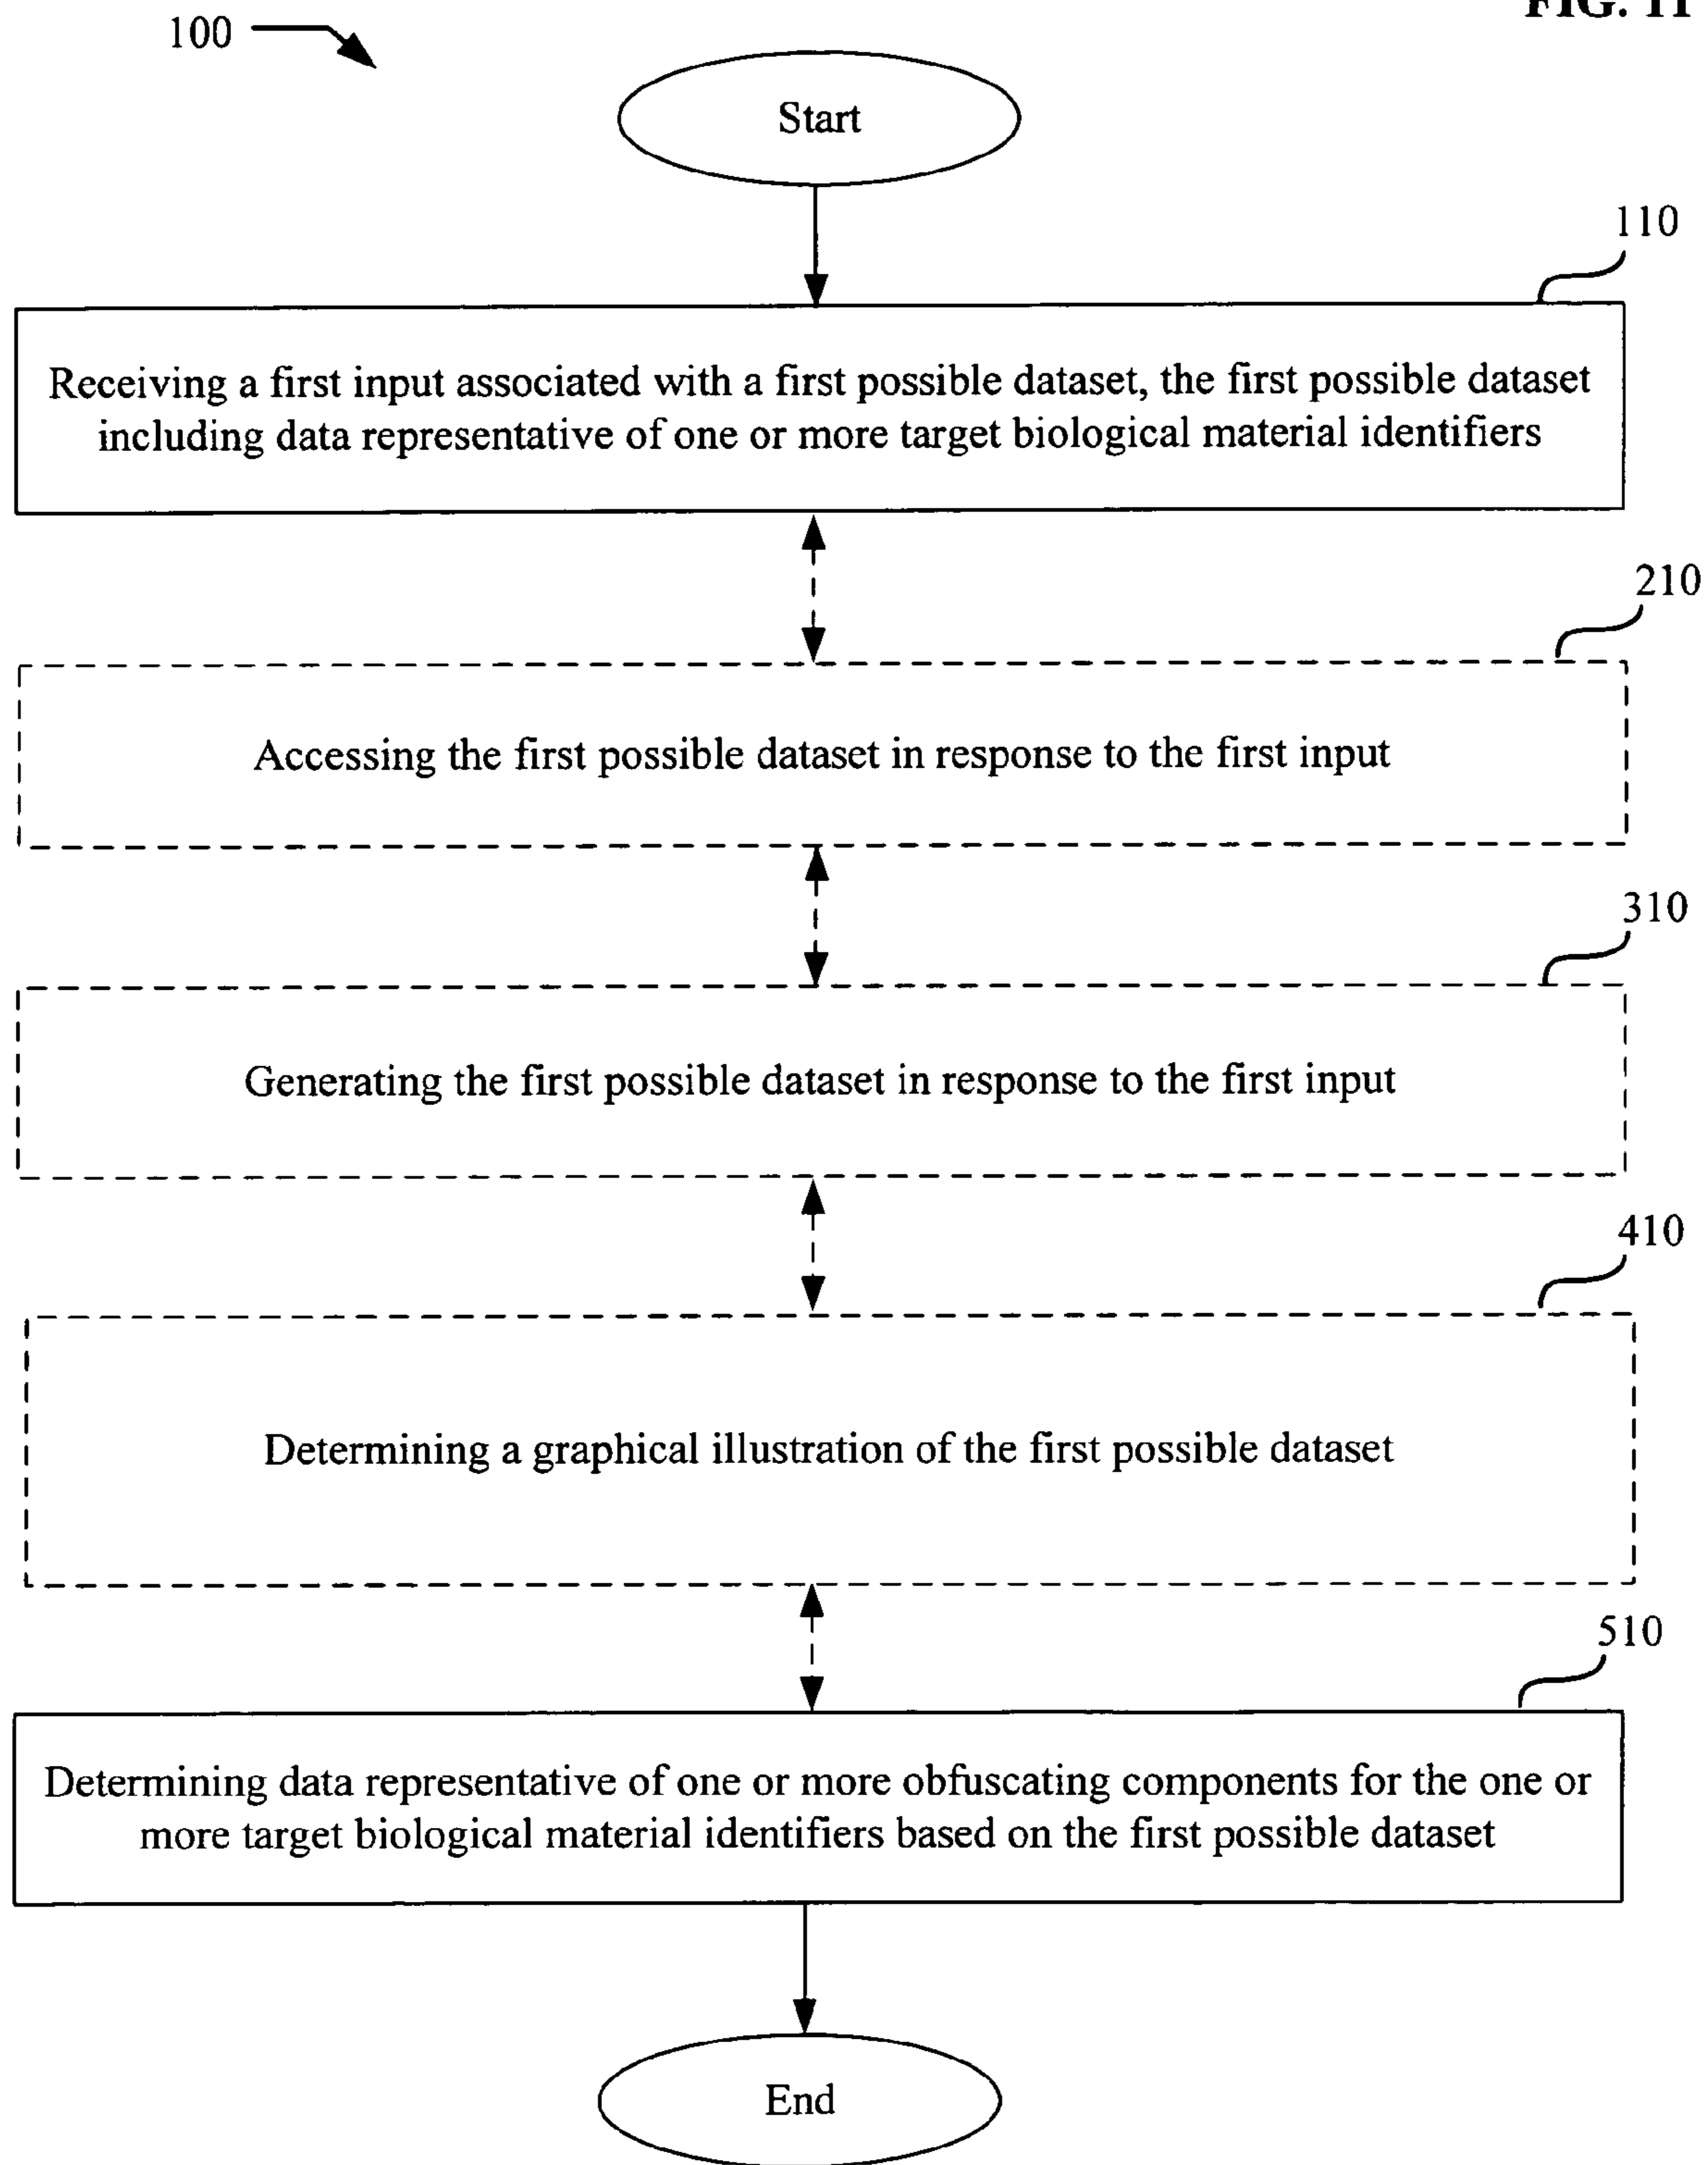 FIG. 11
100
Start
110
Receiving a first input associated with a first possible dataset, the first possible dataset
including data representative of one or more target biological material identifiers
210
Accessing the first possible dataset in response to the first input
310
Generating the first possible dataset in response to the first input
410
Determining a graphical illustration of the first possible dataset
510
Determining data representative of one or more obfuscating components for the one or
more target biological material identifiers based on the first possible dataset
End